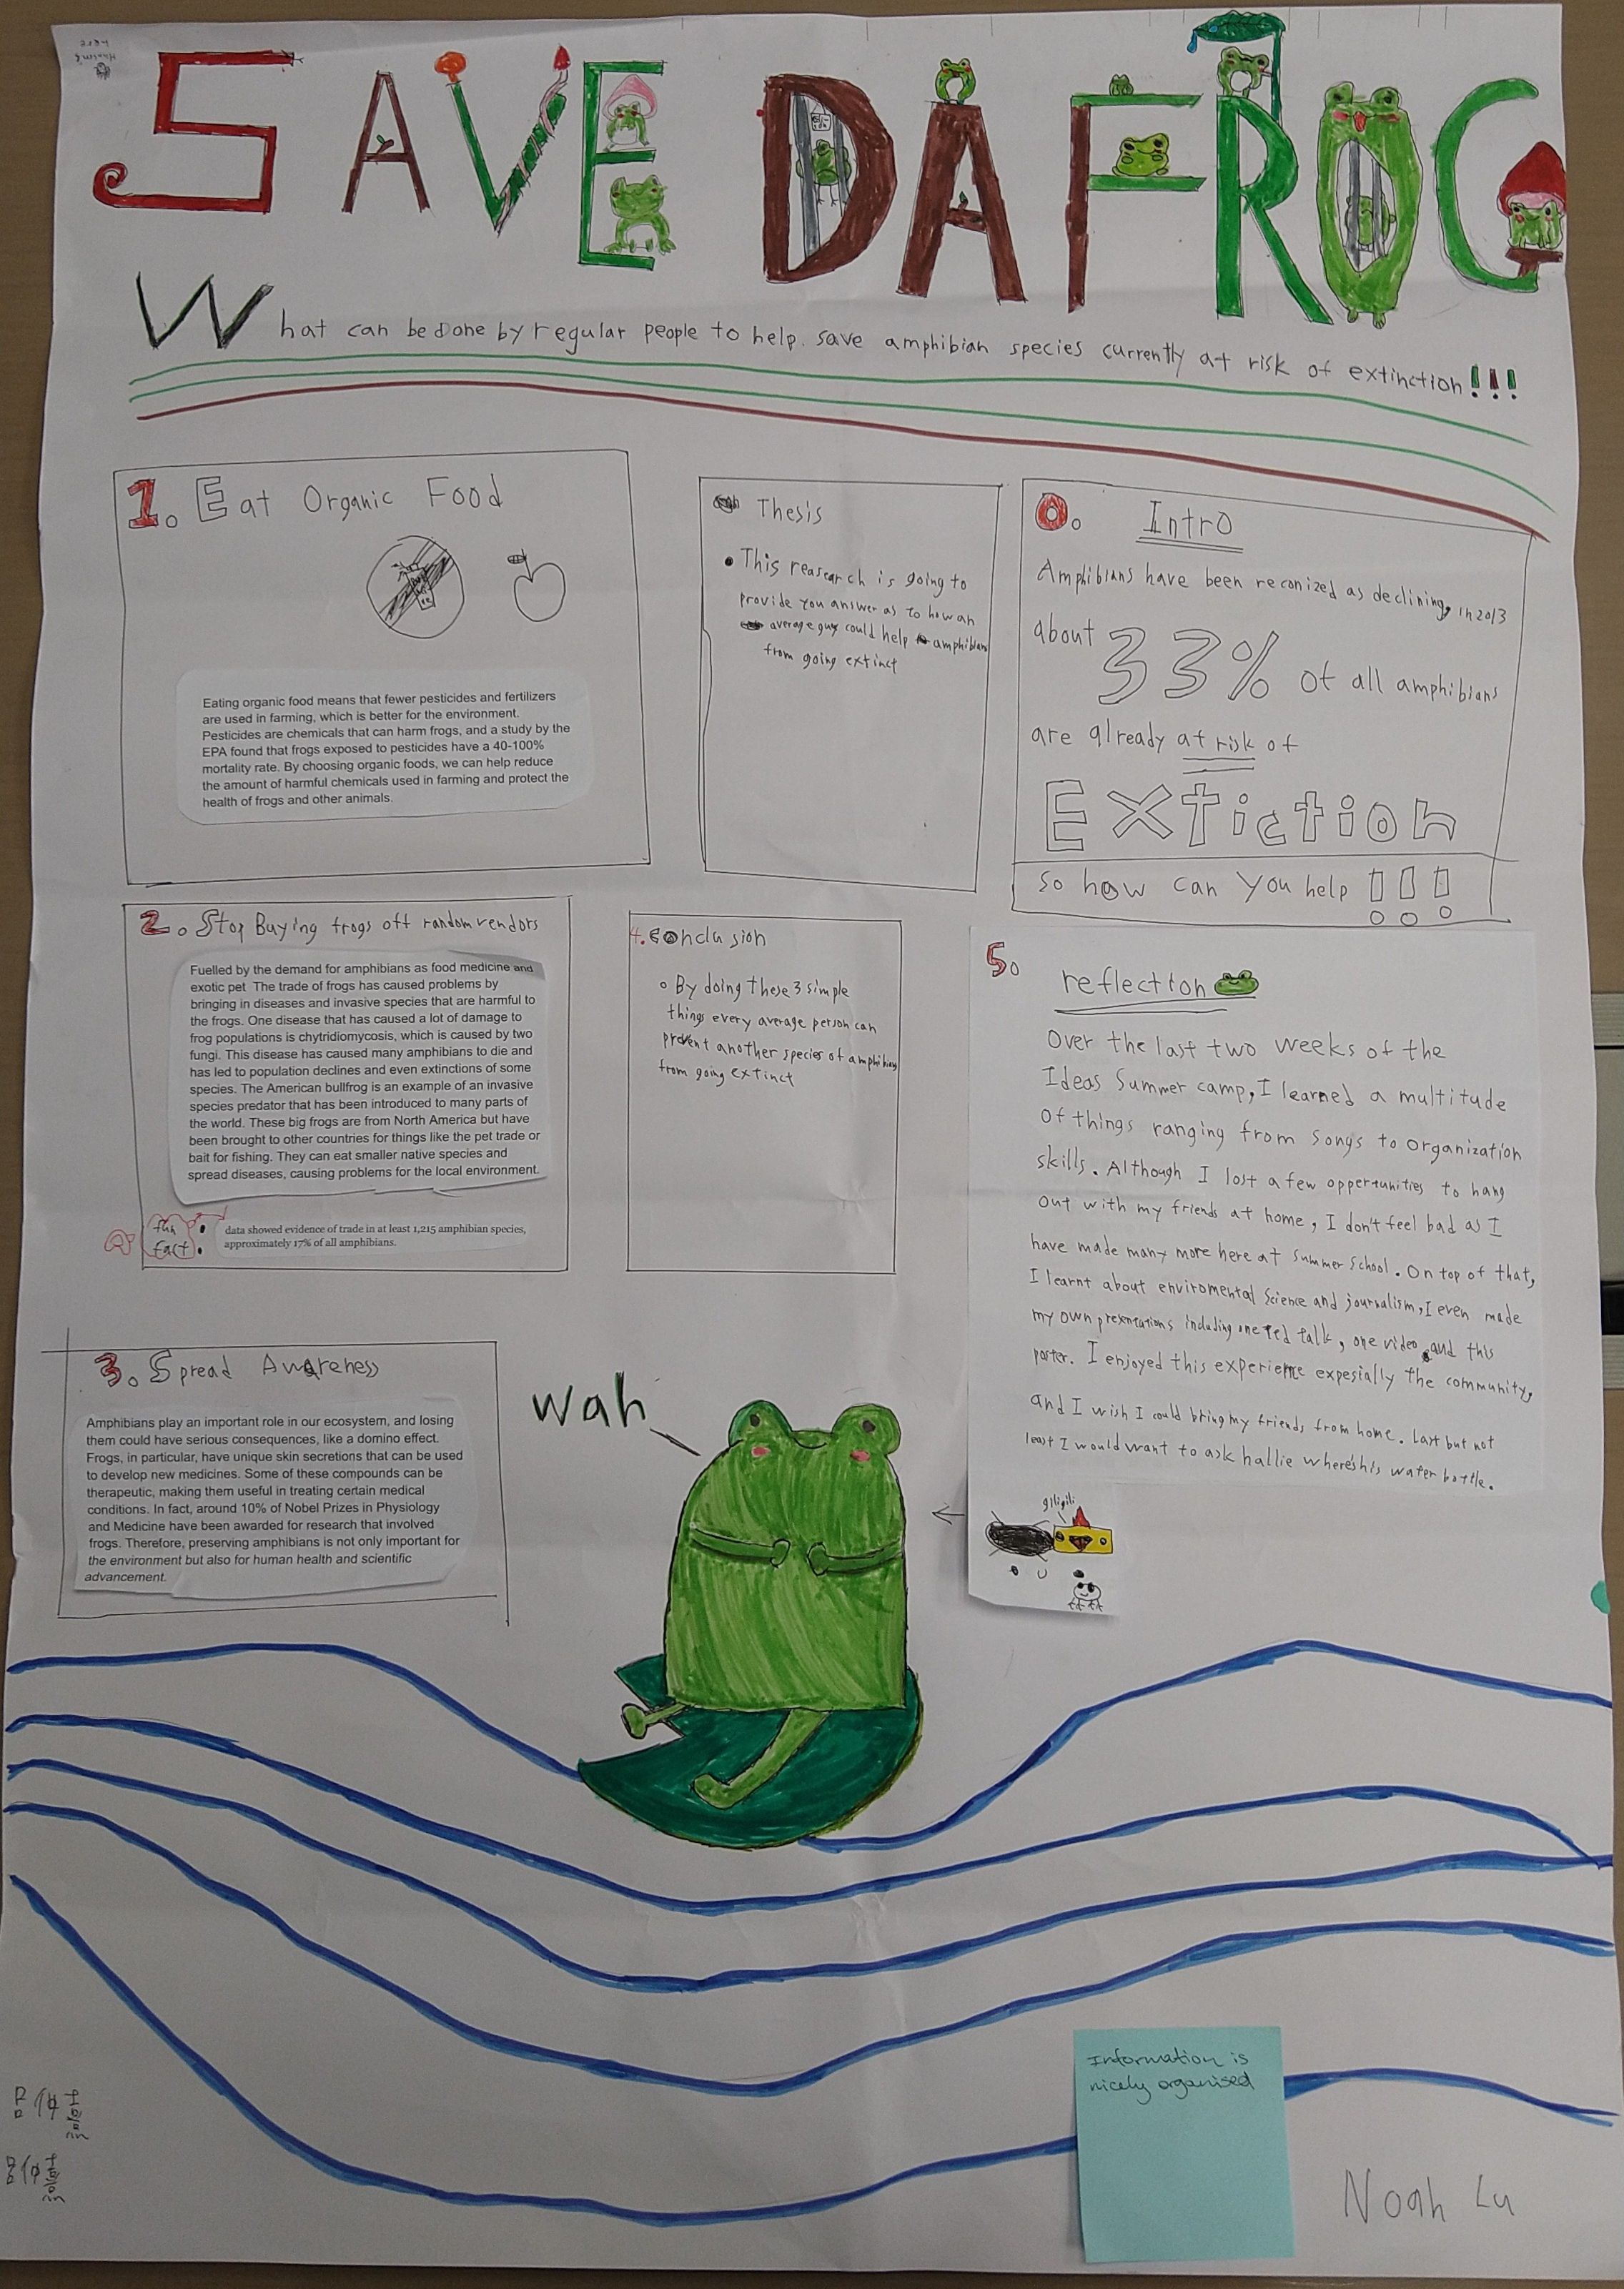 SAVE DA FROG
What can be done by regular people to help save amphibian species currently at risk of extinction!!!
1. Eat Organic Food
Eating organic food means that fewer pesticides and fertilizers
are used in farming, which is better for the environment.
Pesticides are chemicals that can harm frogs, and a study by the
EPA found that frogs exposed to pesticides have a 40-100%
mortality rate. By choosing organic foods, we can help reduce
the amount of harmful chemicals used in farming and protect the
health of frogs and other animals.
Thesis
• This reasearch is going to
provide you answer as to how an
average guy could help amphibians
from going extinct
0. Intro
Amphibians have been reconized as declining, in 2013
about 33% of all amphibians
are already at risk of
Extiction
so how can you help !!!
2. Stop Buying frogs off random vendors
Fuelled by the demand for amphibians as food medicine and
exotic pet The trade of frogs has caused problems by
bringing in diseases and invasive species that are harmful to
the frogs. One disease that has caused a lot of damage to
frog populations is chytridiomycosis, which is caused by two
fungi. This disease has caused many amphibians to die and
has led to population declines and even extinctions of some
species. The American bullfrog is an example of an invasive
species predator that has been introduced to many parts of
the world. These big frogs are from North America but have
been brought to other countries for things like the pet trade or
bait for fishing. They can eat smaller native species and
spread diseases, causing problems for the local environment.
fun
fact:
data showed evidence of trade in at least 1,215 amphibian species,
approximately 17% of all amphibians.
4. Conclusion
• By doing these 3 simple
things every average person can
prevent another species of amphibians
from going extinct
5. reflection
Over the last two weeks of the
Ideas Summer camp, I learned a multitude
of things ranging from songs to organization
skills. Although I lost a few oppertunities to hang
out with my friends at home, I don't feel bad as I
have made many more here at summer school. On top of that,
I learnt about enviromental Science and journalism, I even made
my own presentations including one ted talk, one video and this
poster. I enjoyed this experience expesially the community,
and I wish I could bring my friends from home. Last but not
least I would want to ask hallie where's his water bottle.
3. Spread Awareness
Amphibians play an important role in our ecosystem, and losing
them could have serious consequences, like a domino effect.
Frogs, in particular, have unique skin secretions that can be used
to develop new medicines. Some of these compounds can be
therapeutic, making them useful in treating certain medical
conditions. In fact, around 10% of Nobel Prizes in Physiology
and Medicine have been awarded for research that involved
frogs. Therefore, preserving amphibians is not only important for
the environment but also for human health and scientific
advancement.
wah
giligili
Information is
nicely organised
Noah Lu